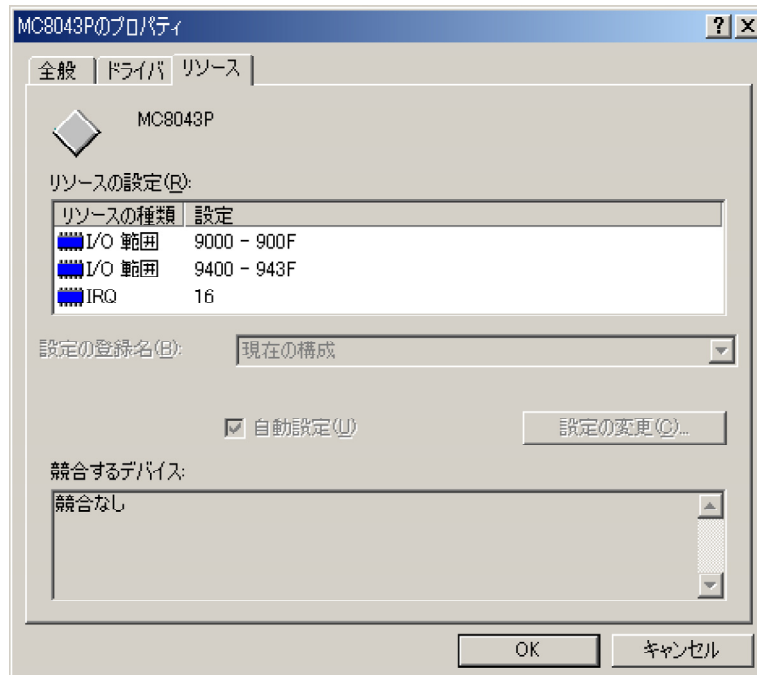 MC8043Pのプロパティ
全般 ドライバ リソース
MC8043P
リソースの設定(R):
リソースの種類 設定
I/O 範囲 9000 - 900F
I/O 範囲 9400 - 943F
IRQ 16
設定の登録名(B): 現在の構成
自動設定(U) 設定の変更(C)...
競合するデバイス:
競合なし
OK キャンセル